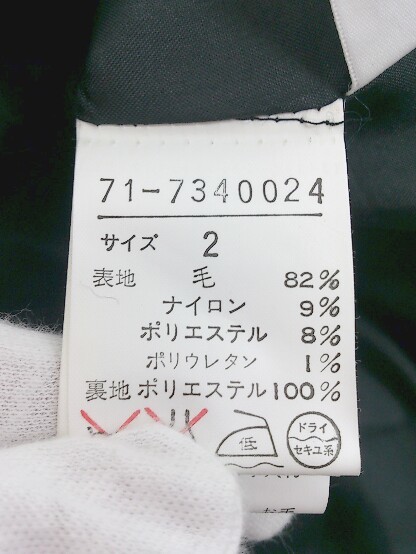 71-7340024
サイズ 2
表地 毛 82%
ナイロン 9%
ポリエステル 8%
ポリウレタン 1%
裏地 ポリエステル 100%
低
ドライ
セキユ系